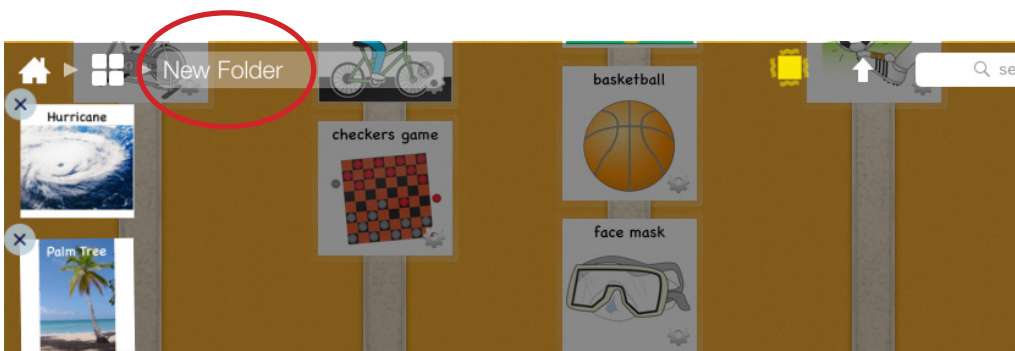 New Folder
se
basketball
Hurricane
checkers game
face mask
Palm Tree